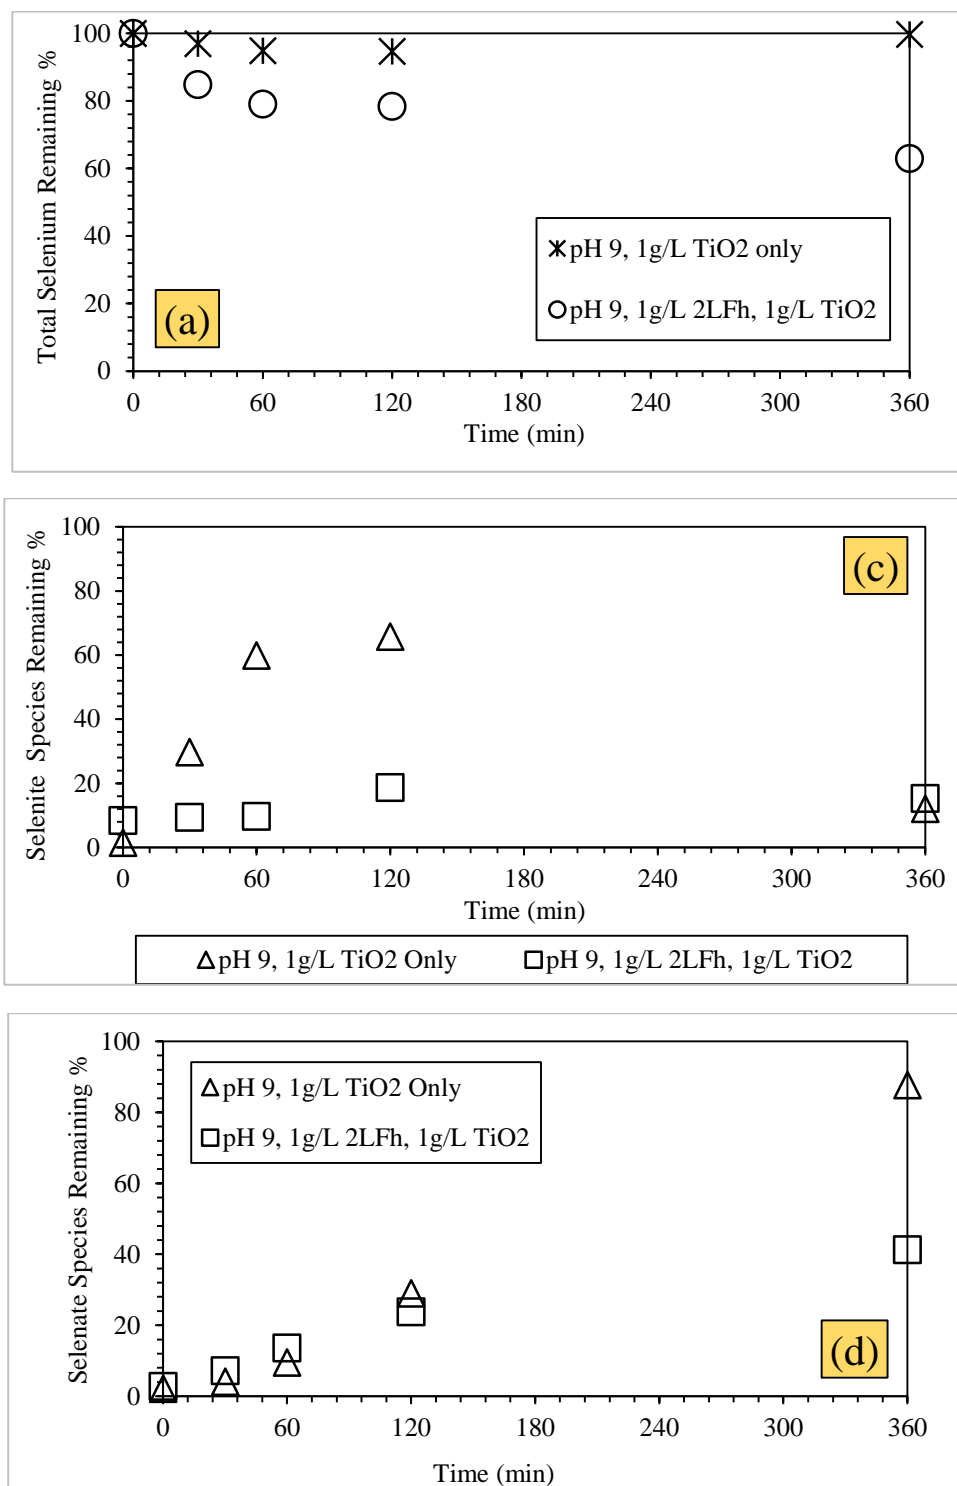 100
80
60
40
20
0
Total Selenium Remaining %
pH 9, 1g/L TiO2 only
pH 9, 1g/L 2LFh, 1g/L TiO2
(a)
0 60 120 180 240 300 360
Time (min)
100
80
60
40
20
0
Selenite Species Remaining %
(c)
0 60 120 180 240 300 360
Time (min)
pH 9, 1g/L TiO2 Only pH 9, 1g/L 2LFh, 1g/L TiO2
100
80
60
40
20
0
Selenate Species Remaining %
pH 9, 1g/L TiO2 Only
pH 9, 1g/L 2LFh, 1g/L TiO2
(d)
0 60 120 180 240 300 360
Time (min)